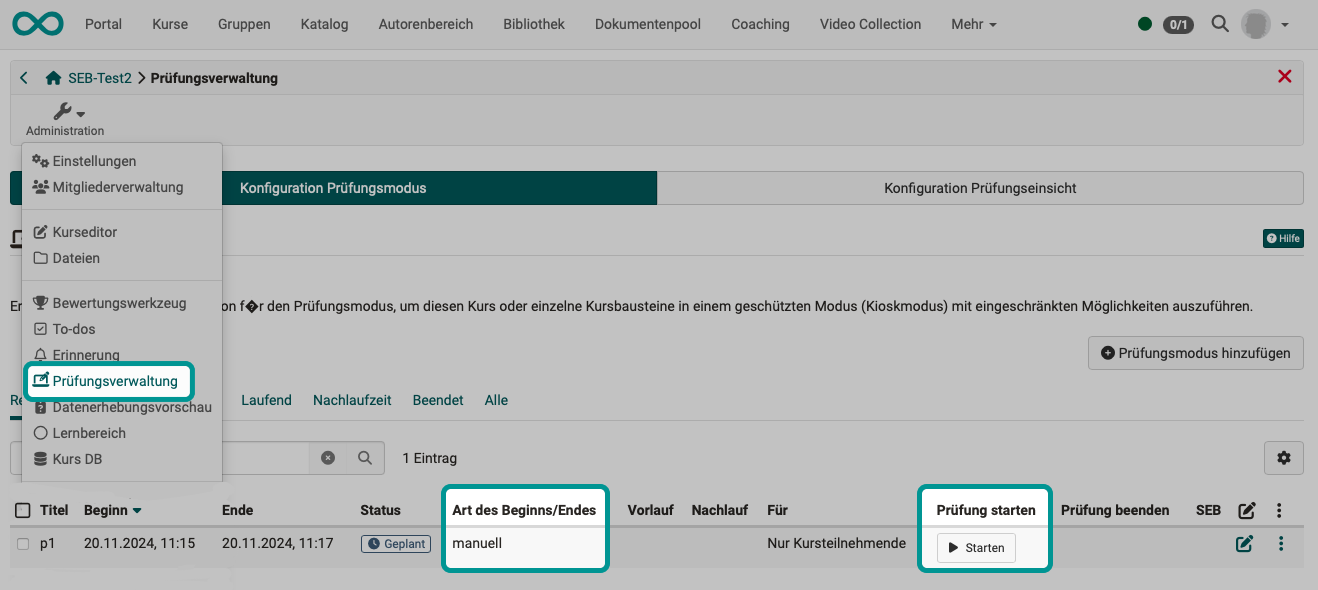 Portal Kurse Gruppen Katalog Autorenbereich Bibliothek Dokumentenpool Coaching Video Collection Mehr 0/1
SEB-Test2 Prüfungsverwaltung
Administration
Einstellungen
Mitgliederverwaltung
Kurseditor
Dateien
Bewertungswerkzeug
To-dos
Erinnerung
Prüfungsverwaltung
Datenerhebungsvorschau
Lernbereich
Kurs DB
Konfiguration Prüfungsmodus Konfiguration Prüfungseinsicht
Hilfe
on f�r den Prüfungsmodus, um diesen Kurs oder einzelne Kursbausteine in einem geschützten Modus (Kioskmodus) mit eingeschränkten Möglichkeiten auszuführen.
Prüfungsmodus hinzufügen
Laufend Nachlaufzeit Beendet Alle
1 Eintrag
Titel Beginn Ende Status Art des Beginns/Endes Vorlauf Nachlauf Für Prüfung starten Prüfung beenden SEB
p1 20.11.2024, 11:15 20.11.2024, 11:17 Geplant manuell Nur Kursteilnehmende Starten